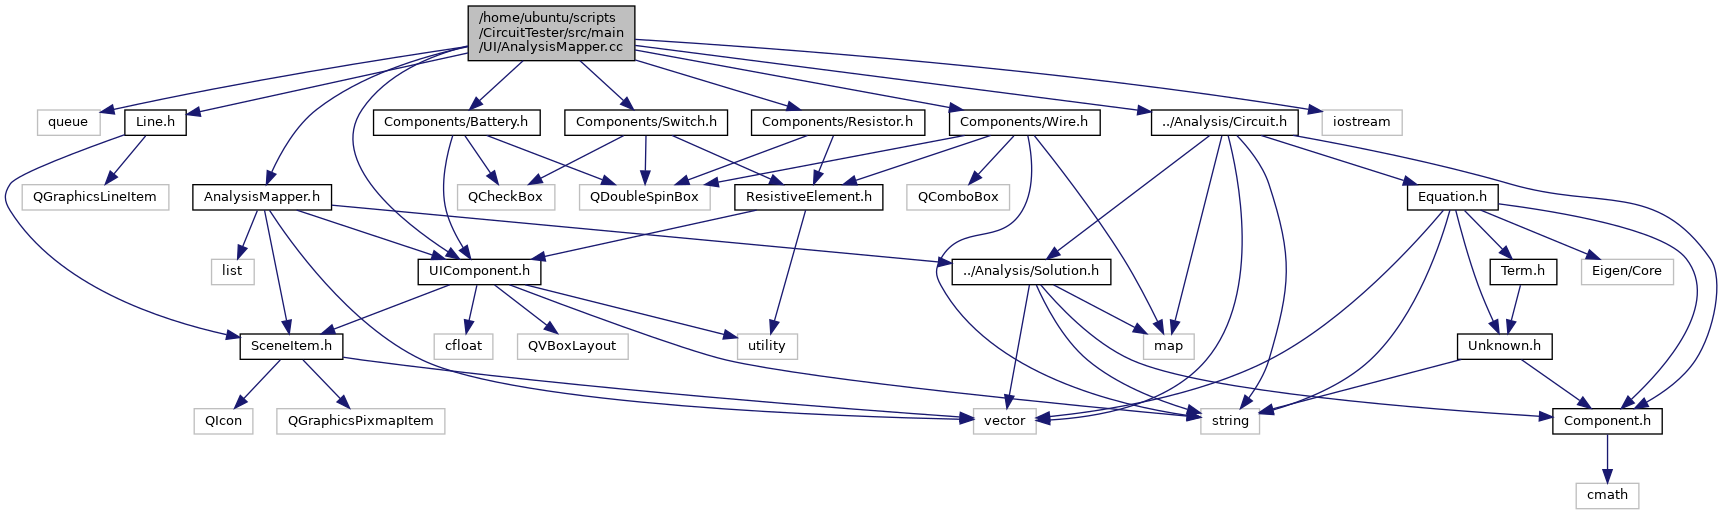 /home/ubuntu/scripts
/CircuitTester/src/main
/UI/AnalysisMapper.cc
queue
Line.h
Components/Battery.h
Components/Switch.h
Components/Resistor.h
Components/Wire.h
../Analysis/Circuit.h
iostream
QGraphicsLineItem
AnalysisMapper.h
QCheckBox
QDoubleSpinBox
ResistiveElement.h
QComboBox
Equation.h
list
UIComponent.h
../Analysis/Solution.h
Term.h
Eigen/Core
SceneItem.h
cfloat
QVBoxLayout
utility
map
Unknown.h
QIcon
QGraphicsPixmapItem
vector
string
Component.h
cmath